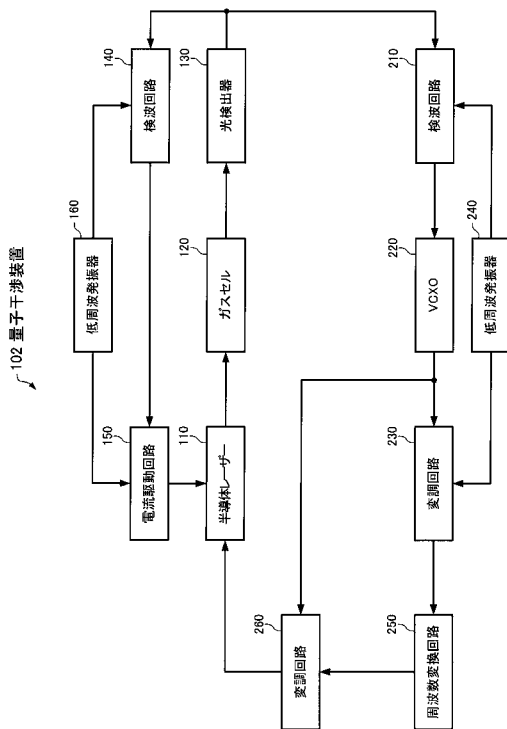 102 量子干渉装置
160
低周波発振器
150
電流駆動回路
140
検波回路
110
半導体レーザー
120
ガスセル
130
光検出器
260
変調回路
220
VCXO
210
検波回路
250
周波数変換回路
230
変調回路
240
低周波発振器